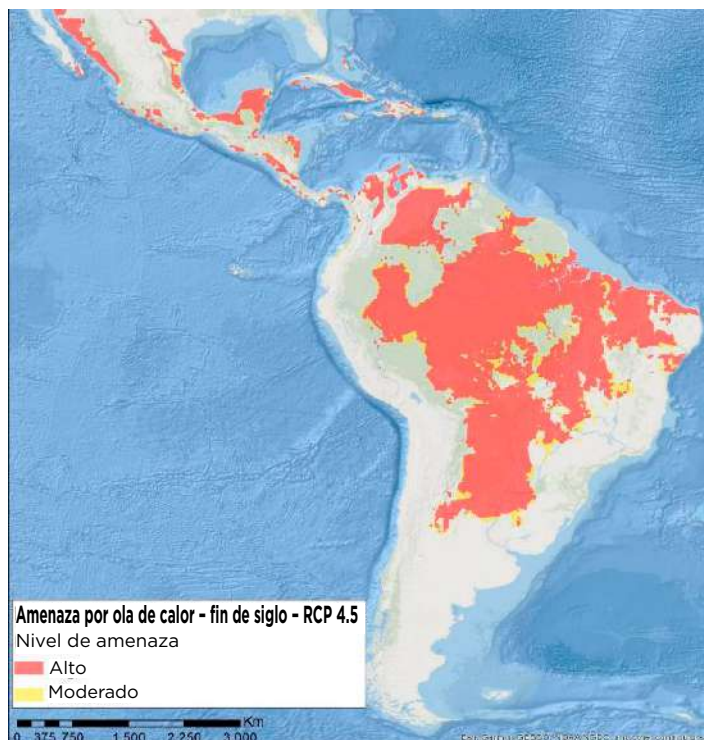 Amenaza por ola de calor – fin de siglo – RCP 4.5
Nivel de amenaza
Alto
Moderado
Km
0 375 750 1.500 2.250 3.000